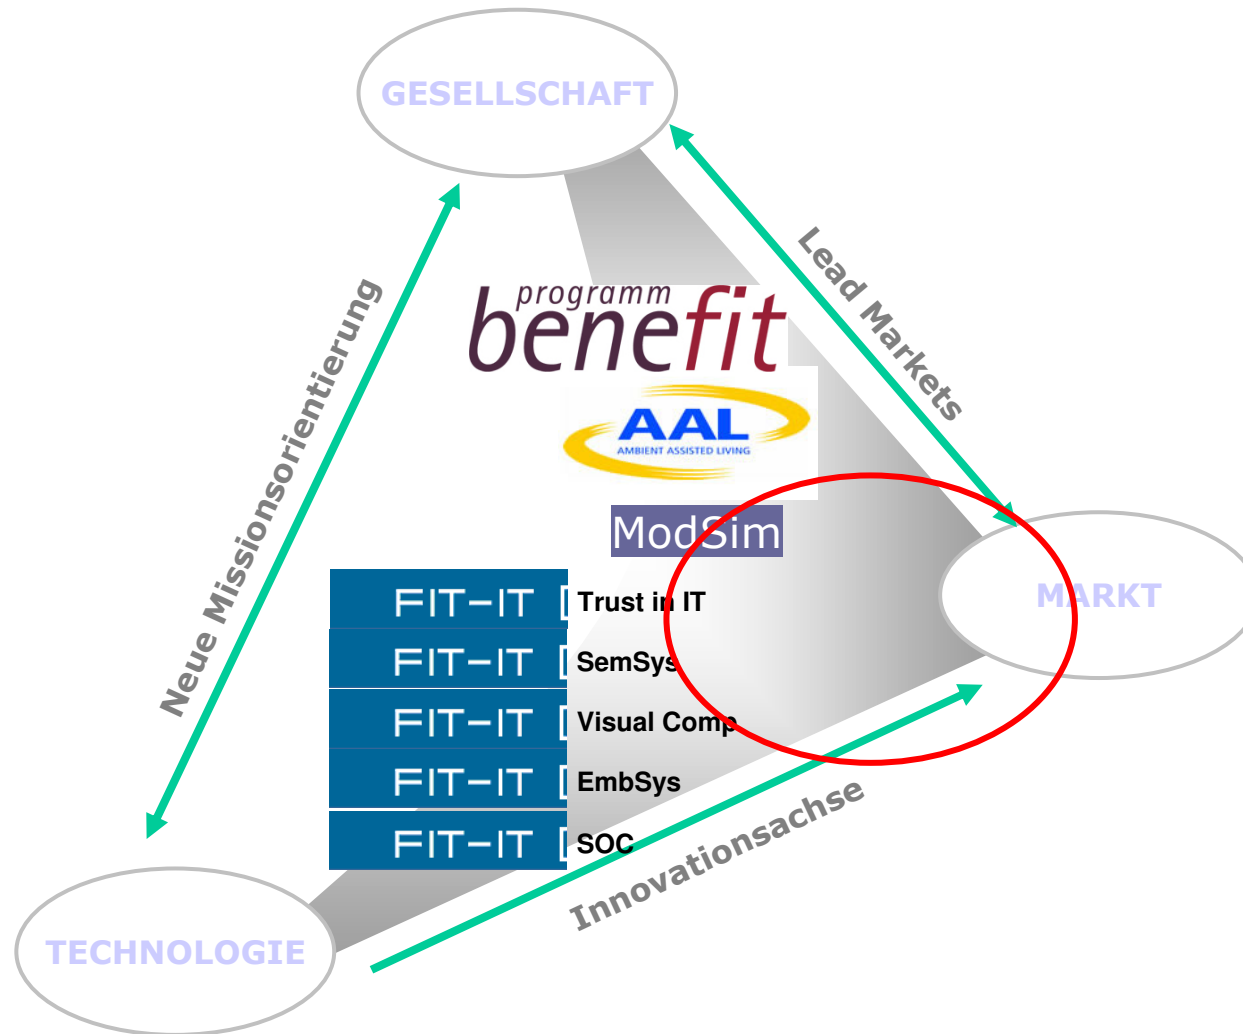 GESELLSCHAFT
Lead Markets
Neue Missionsorientierung
programm
benefit
AAL
AMBIENT ASSISTED LIVING
ModSim
MARKT
FIT-IT Trust in IT
FIT-IT SemSys
FIT-IT Visual Comp
FIT-IT EmbSys
FIT-IT SOC
Innovationsachse
TECHNOLOGIE